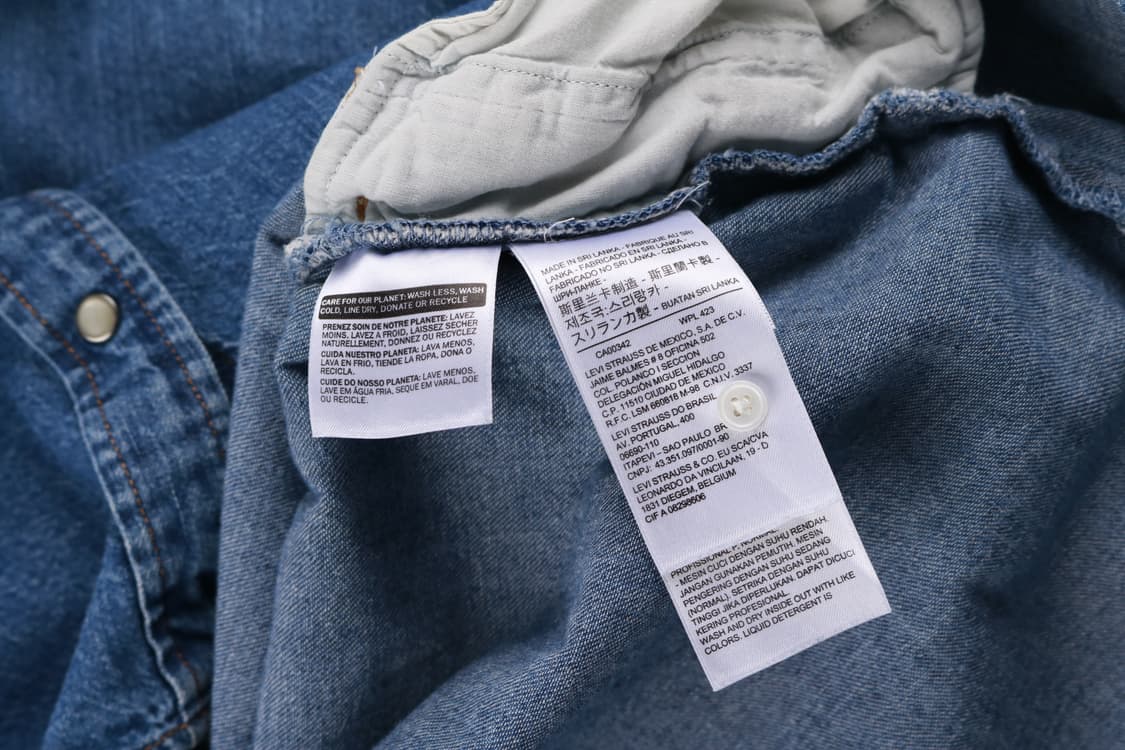 CARE FOR OUR PLANET: WASH LESS, WASH
COLD, LINE DRY, DONATE OR RECYCLE
PRENEZ SOIN DE NOTRE PLANETE: LAVEZ
MOINS, LAVEZ A FROID, LAISSEZ SECHER
NATURELLEMENT, DONNEZ OU RECYCLEZ
CUIDA NUESTRO PLANETA: LAVA MENOS,
LAVA EN FRIO, TIENDE LA ROPA, DONA O
RECICLA.
CUIDE DO NOSSO PLANETA: LAVE MENOS,
LAVE EM ÁGUA FRIA, SEQUE EM VARAL, DOE
OU RECICLE.
MADE IN SRI LANKA - FABRIQUE AU SRI
LANKA - FABRICADO EN SRI LANKA -
FABRICADO NO SRI LANKA - СДЕЛАНО В
ШРИ-ЛАНКЕ -
斯里兰卡制造 - 斯里蘭卡製 -
제조국: 스리랑카 -
スリランカ製 - BUATAN SRI LANKA
CA00342 WPL 423
LEVI STRAUSS DE MEXICO, S.A. DE C.V.
JAIME BALMES # 8 OFICINA 502
COL. POLANCO I SECCION
DELEGACIÓN MIGUEL HIDALGO
C.P. 11510 CIUDAD DE MEXICO
R.F.C. LSM 660818 M-98 C.N.I.V. 3337
LEVI STRAUSS DO BRASIL
AV. PORTUGAL, 400
06690-110
ITAPEVI – SAO PAULO BR
CNPJ: 43.351.097/0001-90
LEVI STRAUSS & CO. EU SCA/CVA
LEONARDO DA VINCILAAN, 19 - D
1831 DIEGEM, BELGIUM
CIF A 08298606
PROFISSIONAL P. NORMAL.
- MESIN CUCI DENGAN SUHU RENDAH.
JANGAN GUNAKAN PEMUTIH. MESIN
PENGERING DENGAN SUHU SEDANG
(NORMAL). SETRIKA DENGAN SUHU
TINGGI JIKA DIPERLUKAN. DAPAT DICUCI
KERING PROFESIONAL.
WASH AND DRY INSIDE OUT WITH LIKE
COLORS. LIQUID DETERGENT IS